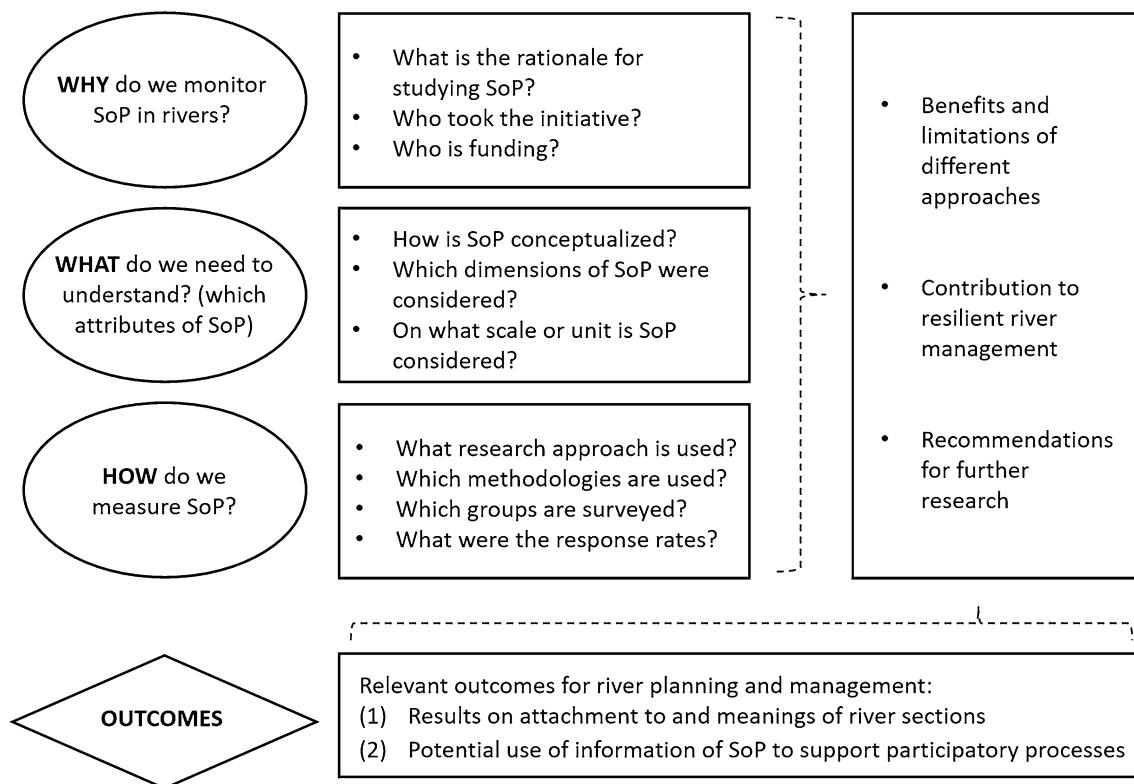 WHY do we monitor
SoP in rivers?
• What is the rationale for
studying SoP?
• Who took the initiative?
• Who is funding?
WHAT do we need to
understand? (which
attributes of SoP)
• How is SoP conceptualized?
• Which dimensions of SoP were
considered?
• On what scale or unit is SoP
considered?
HOW do we
measure SoP?
• What research approach is used?
• Which methodologies are used?
• Which groups are surveyed?
• What were the response rates?
• Benefits and
limitations of
different
approaches
• Contribution to
resilient river
management
• Recommendations
for further
research
OUTCOMES
Relevant outcomes for river planning and management:
(1) Results on attachment to and meanings of river sections
(2) Potential use of information of SoP to support participatory processes